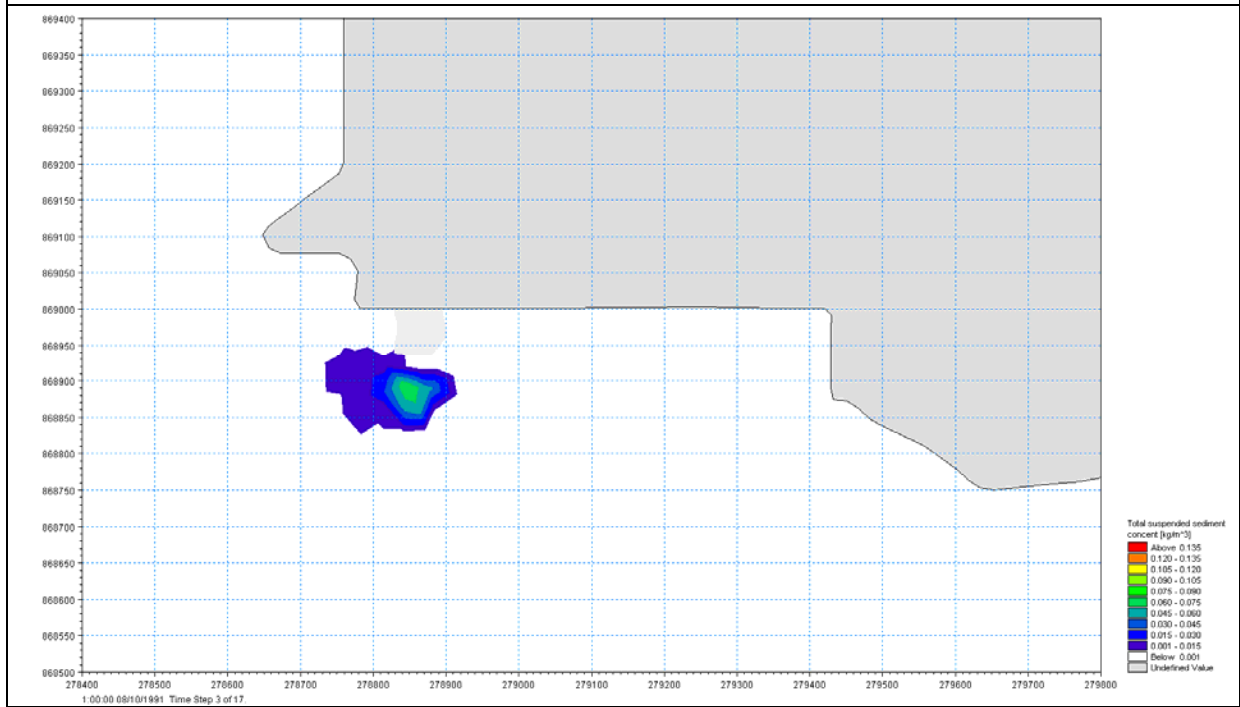 869400
869350
869300
869250
869200
869150
869100
869050
869000
868950
868900
868850
868800
868750
868700
868650
868600
868550
868500
278400 278500 278600 278700 278800 278900 279000 279100 279200 279300 279400 279500 279600 279700 279800
1:00:00 08/10/1991 Time Step 3 of 17.
Total suspended sediment
concent [kg/m^3]
Above 0.135
0.120 - 0.135
0.105 - 0.120
0.090 - 0.105
0.075 - 0.090
0.060 - 0.075
0.045 - 0.060
0.030 - 0.045
0.015 - 0.030
0.001 - 0.015
Below 0.001
Undefined Value